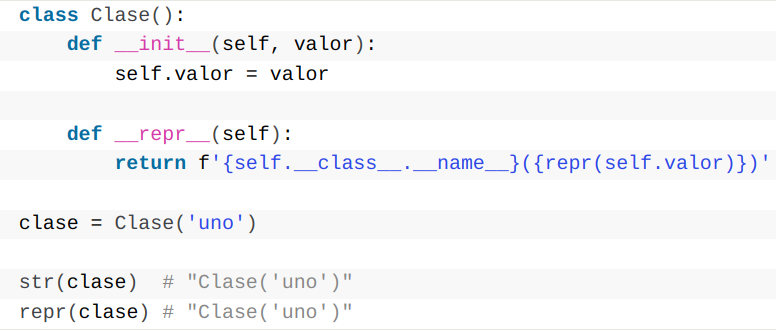 class Clase():
    def __init__(self, valor):
        self.valor = valor

    def __repr__(self):
        return f'{self.__class__.__name__}({repr(self.valor)})'

clase = Clase('uno')

str(clase)  # "Clase('uno')"
repr(clase) # "Clase('uno')"